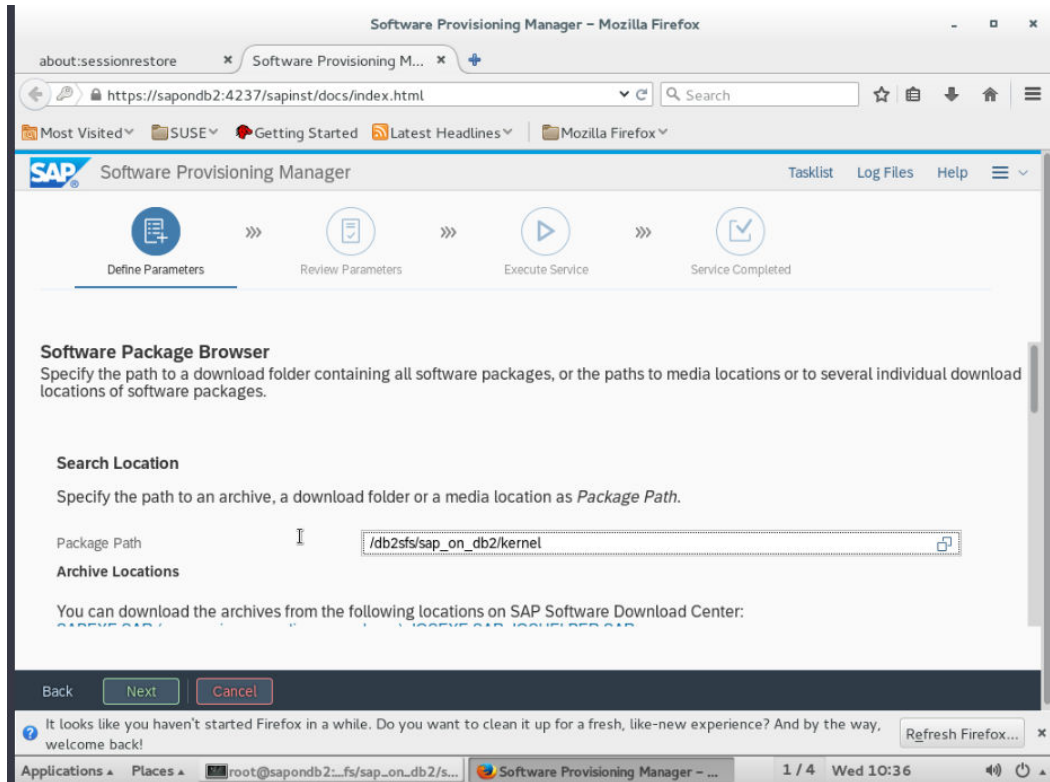 Software Provisioning Manager – Mozilla Firefox
about:sessionrestore
Software Provisioning M...
https://sapondb2:4237/sapinst/docs/index.html
Search
Most Visited
SUSE
Getting Started
Latest Headlines
Mozilla Firefox
SAP
Software Provisioning Manager
Tasklist
Log Files
Help
Define Parameters
Review Parameters
Execute Service
Service Completed
Software Package Browser
Specify the path to a download folder containing all software packages, or the paths to media locations or to several individual download
locations of software packages.
Search Location
Specify the path to an archive, a download folder or a media location as Package Path.
Package Path
/db2sfs/sap_on_db2/kernel
Archive Locations
You can download the archives from the following locations on SAP Software Download Center:
Back
Next
Cancel
It looks like you haven't started Firefox in a while. Do you want to clean it up for a fresh, like-new experience? And by the way,
welcome back!
Refresh Firefox...
Applications
Places
root@sapondb2:..fs/sap_on_db2/s...
Software Provisioning Manager – ...
1 / 4
Wed 10:36